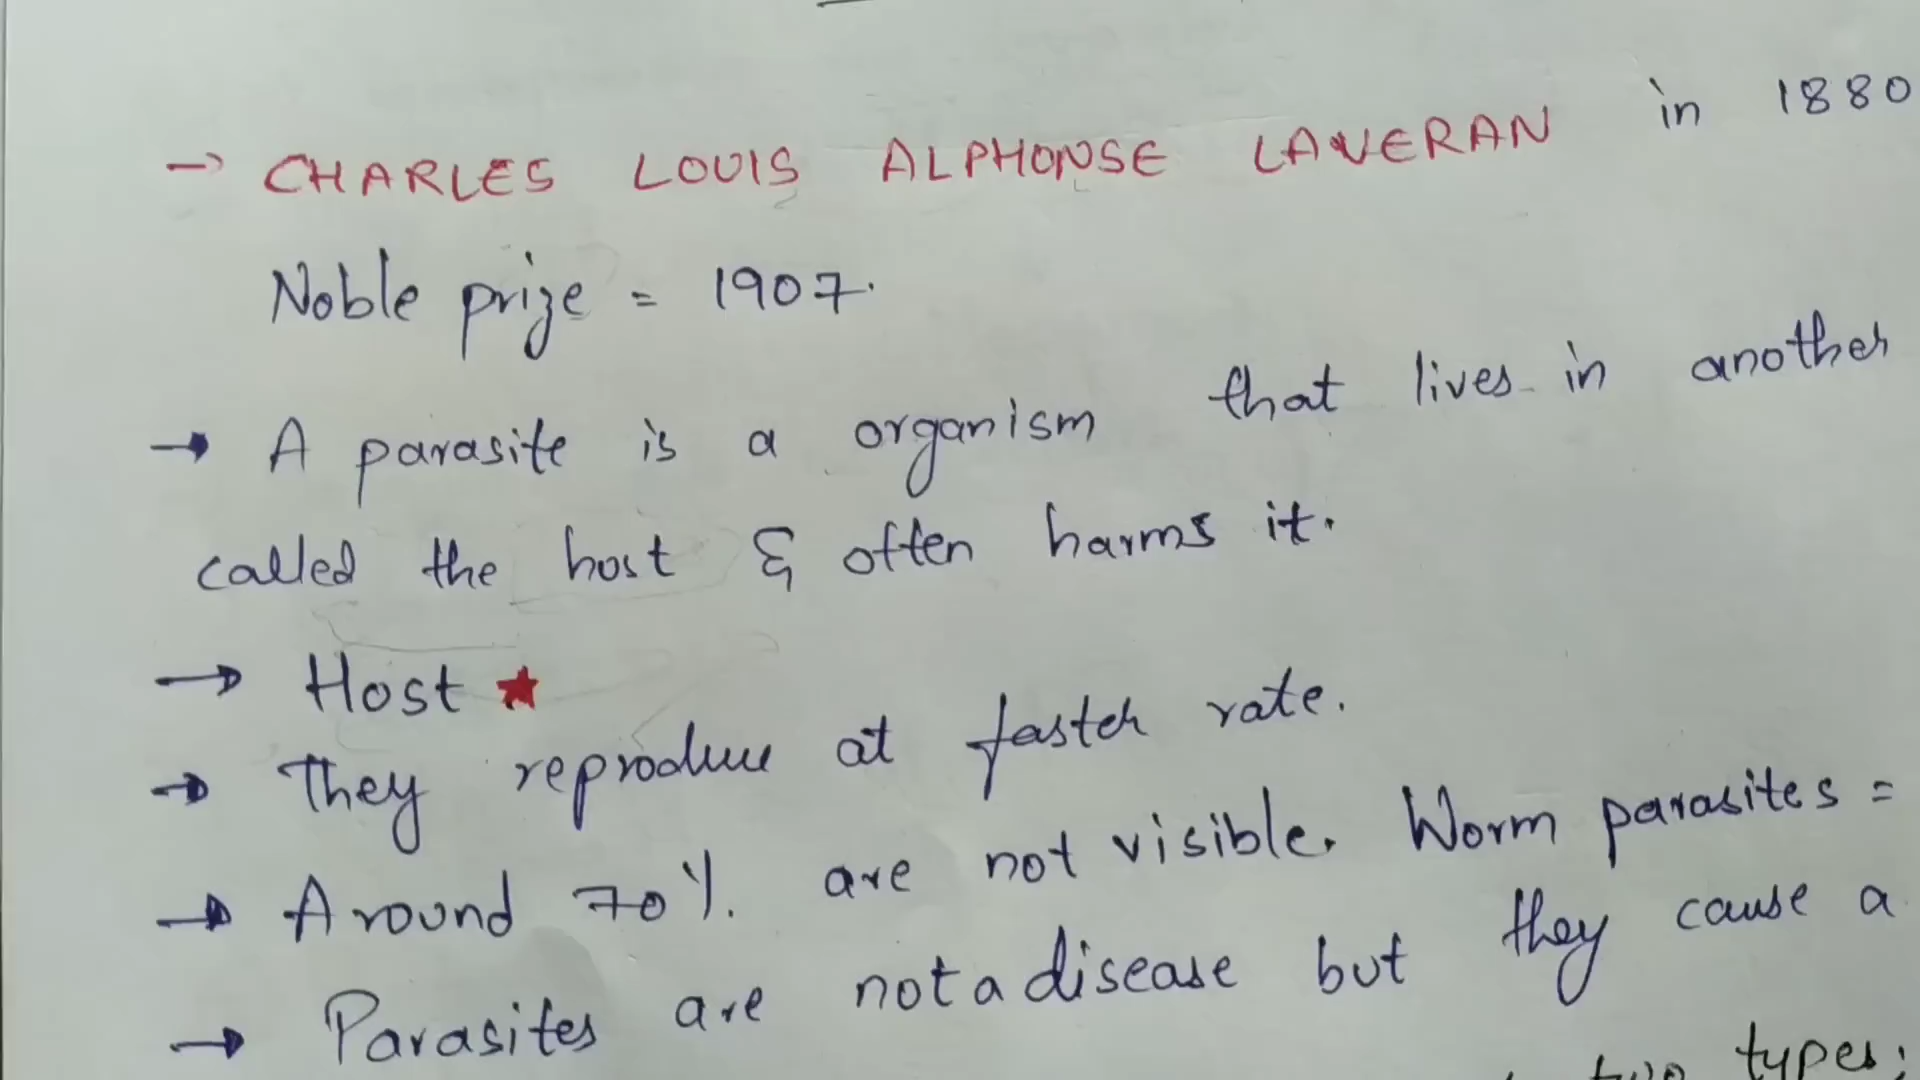 → CHARLES LOUIS ALPHONSE LAVERAN in 1880
Noble prize = 1907.
→ A parasite is a organism that lives in another
called the host & often harms it.
→ Host ★
→ They reproduce at faster rate.
→ Around 70%. are not visible. Worm parasites =
→ Parasites are not a disease but they cause a
two types: